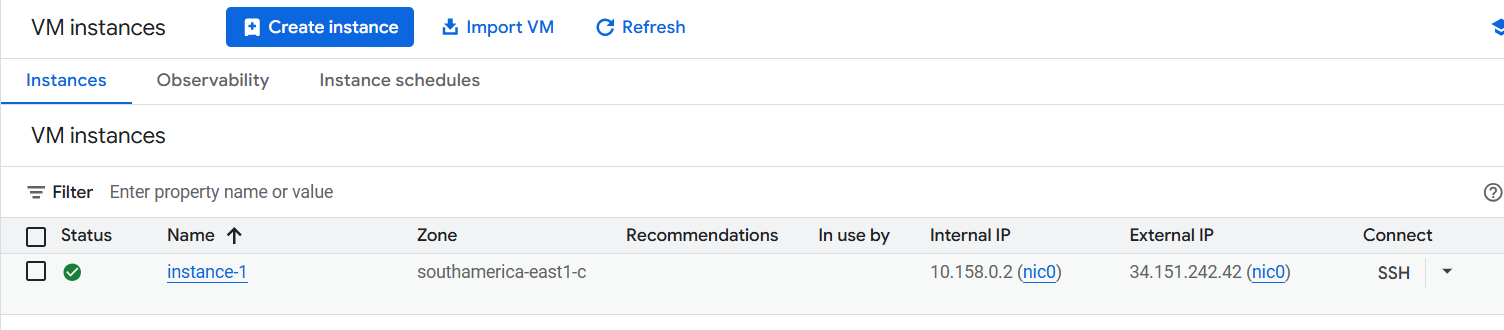 VM instances Create instance Import VM Refresh
Instances Observability Instance schedules
VM instances
Filter Enter property name or value
Status Name Zone Recommendations In use by Internal IP External IP Connect
instance-1 southamerica-east1-c 10.158.0.2 (nic0) 34.151.242.42 (nic0) SSH